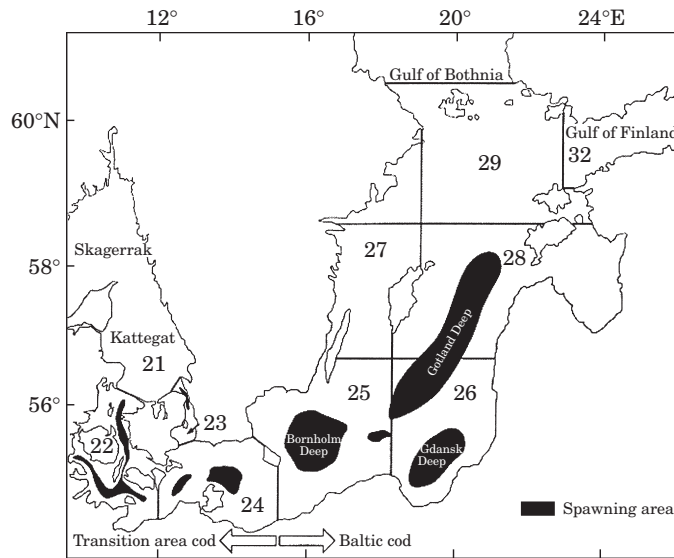 12° 16° 20° 24°E
Gulf of Bothnia
60°N
Gulf of Finland
32
29
Skagerrak
27
28
58°
Gotland Deep
Kattegat
21
25
26
56°
23
22
Bornholm
Deep
Gdansk
Deep
24
Spawning area
Transition area cod
Baltic cod